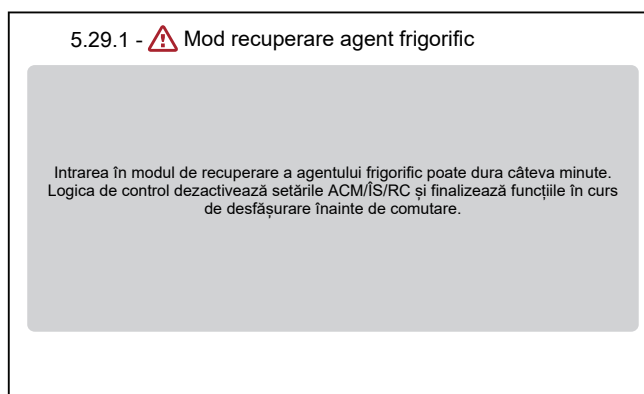 5.29.1 - Mod recuperare agent frigorific
Intrarea în modul de recuperare a agentului frigorific poate dura câteva minute.
Logica de control dezactivează setările ACM/ÎS/RC și finalizează funcțiile în curs
de desfășurare înainte de comutare.